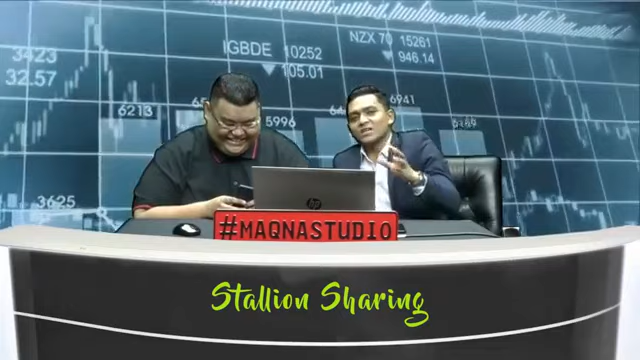 3423
32.57
IGBDE
10252
105.01
NZX 70
15261
946.14
6213
5996
6941
3625
#MAQNASTUDIO
hp
Stallion Sharing